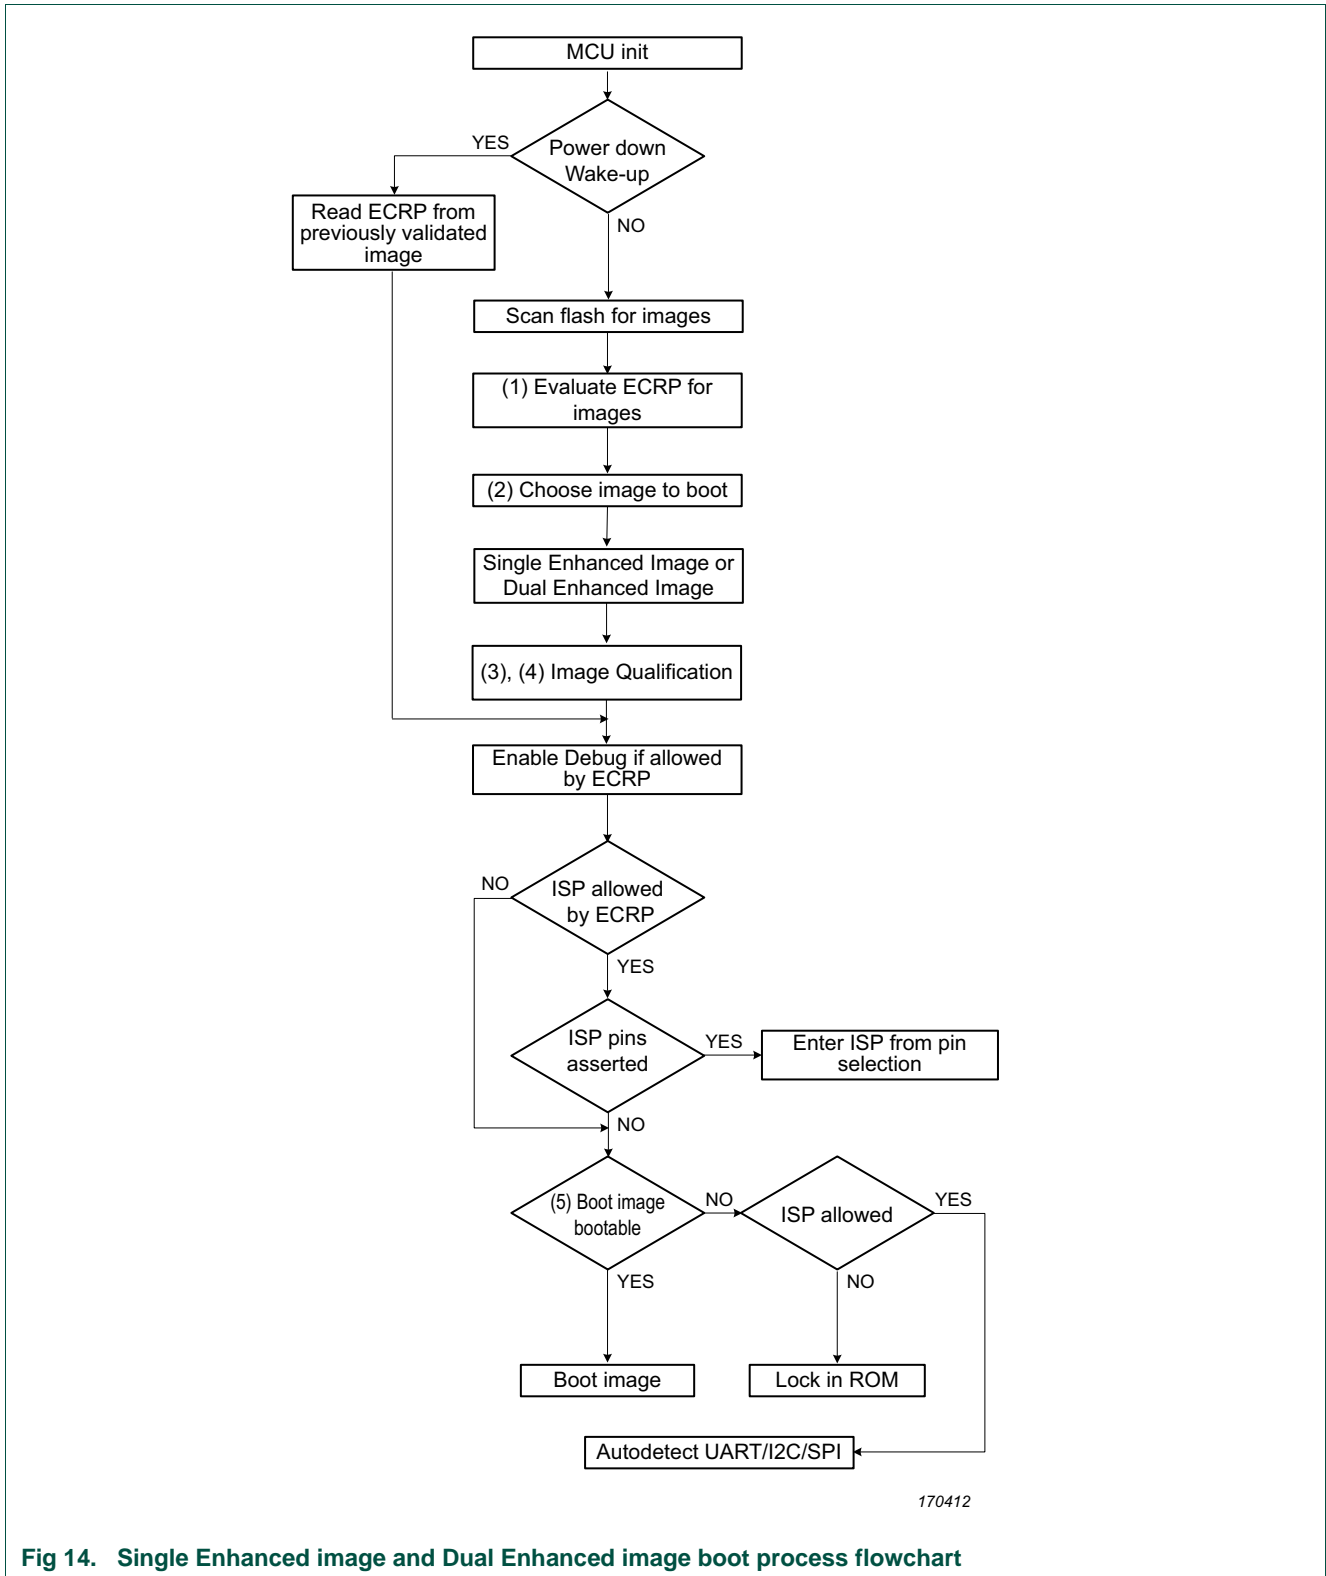 MCU init
YES
Power down
Wake-up
Read ECRP from
previously validated
image
NO
Scan flash for images
(1) Evaluate ECRP for
images
(2) Choose image to boot
Single Enhanced Image or
Dual Enhanced Image
(3), (4) Image Qualification
Enable Debug if allowed
by ECRP
NO
ISP allowed
by ECRP
YES
ISP pins
asserted
YES
Enter ISP from pin
selection
NO
(5) Boot image
bootable
NO
ISP allowed
YES
YES
NO
Boot image
Lock in ROM
Autodetect UART/I2C/SPI
170412
Fig 14. Single Enhanced image and Dual Enhanced image boot process flowchart